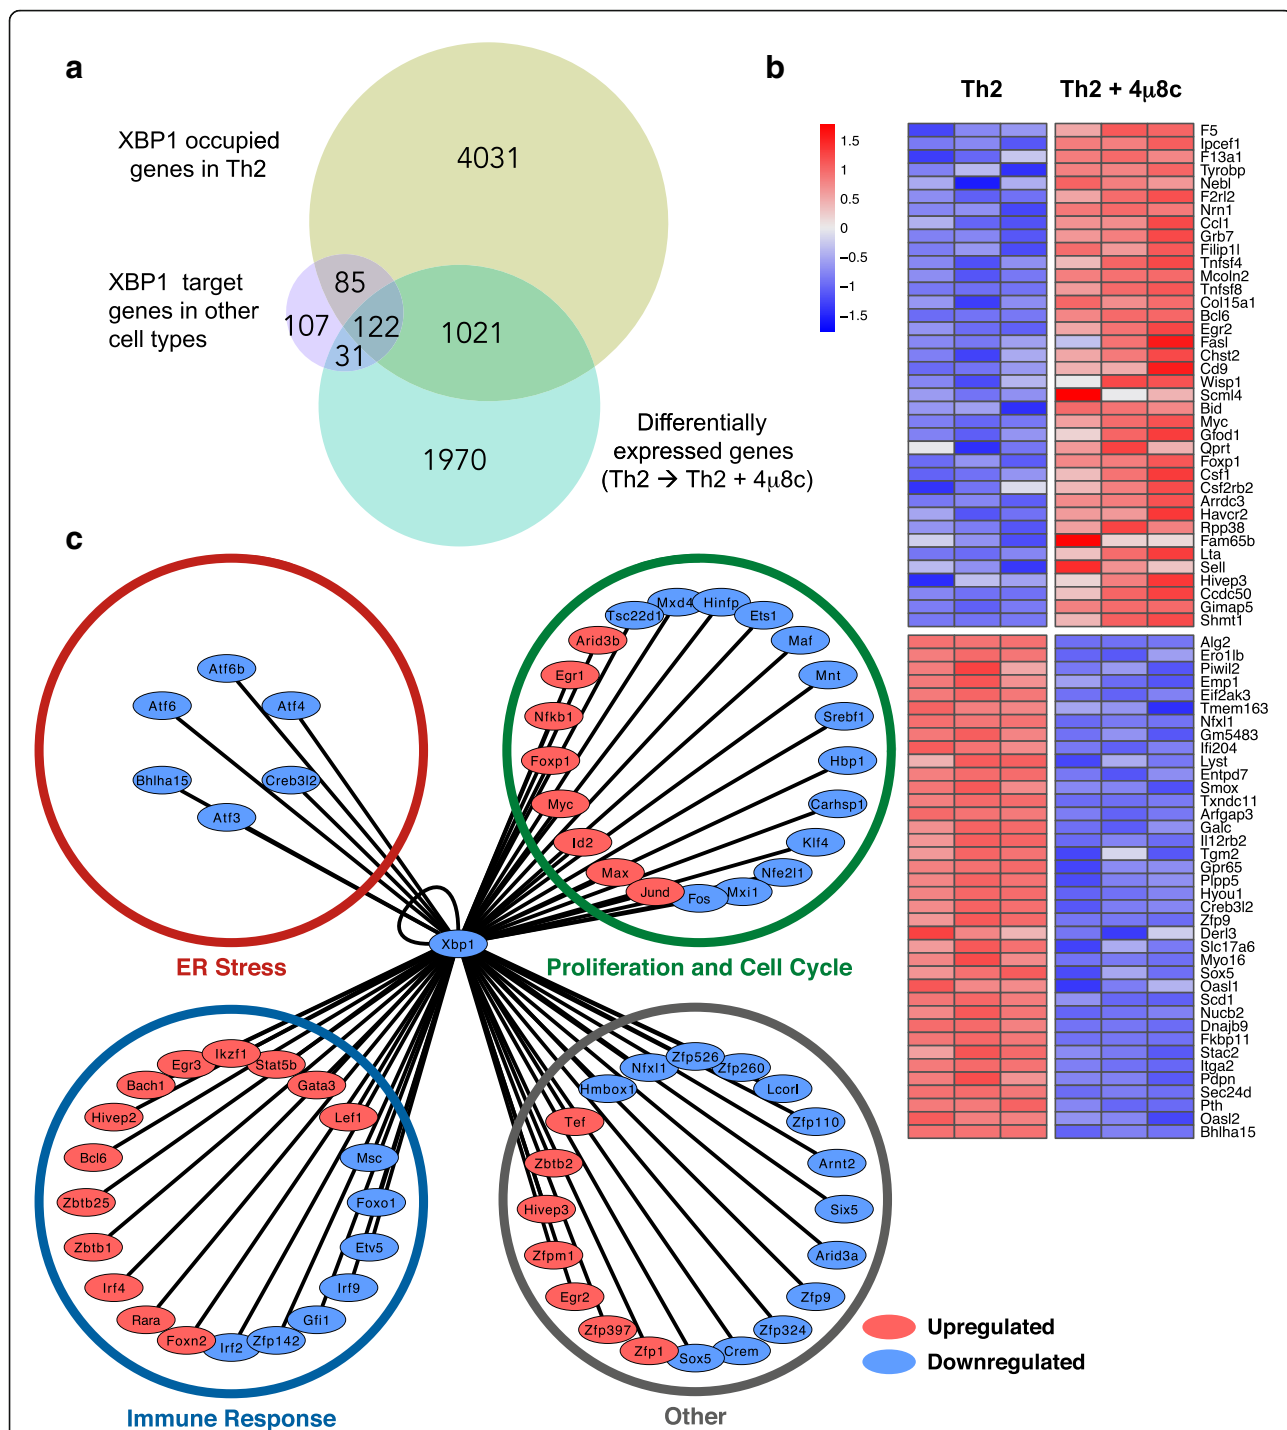 a
XBP1 occupied
genes in Th2
4031
XBP1 target
genes in other
cell types
85
107
122
31
1021
1970
Differentially
expressed genes
(Th2 → Th2 + 4µ8c)
b
Th2
Th2 + 4µ8c
1.5
1
0.5
0
−0.5
−1
−1.5
F5
Ipcef1
F13a1
Tyrobp
Nebl
F2rl2
Nrn1
Ccl1
Grb7
Filip1l
Tnfsf4
Mcoln2
Tnfsf8
Col15a1
Bcl6
Egr2
Fasl
Chst2
Cd9
Wisp1
Scml4
Bid
Myc
Gfod1
Qprt
Foxp1
Csf1
Csf2rb2
Arrdc3
Havcr2
Rpp38
Fam65b
Lta
Sell
Hivep3
Ccdc50
Gimap5
Shmt1
Alg2
Ero1lb
Piwil2
Emp1
Eif2ak3
Tmem163
Nfxl1
Gm5483
Ifi204
Lyst
Entpd7
Smox
Txndc11
Arfgap3
Galc
Il12rb2
Tgm2
Gpr65
Plpp5
Hyou1
Creb3l2
Zfp9
Derl3
Slc17a6
Myo16
Sox5
Oasl1
Scd1
Nucb2
Dnajb9
Fkbp11
Stac2
Itga2
Pdpn
Sec24d
Pth
Oasl2
Bhlha15
c
Atf6b
Atf6
Atf4
Bhlha15
Creb3l2
Atf3
ER Stress
Tsc22d1
Mxd4
Hinfp
Ets1
Arid3b
Maf
Egr1
Mnt
Nfkb1
Srebf1
Foxp1
Hbp1
Myc
Carhsp1
Id2
Klf4
Max
Nfe2l1
Jund
Fos
Mxi1
Proliferation and Cell Cycle
Xbp1
Ikzf1
Egr3
Stat5b
Bach1
Gata3
Hivep2
Lef1
Bcl6
Msc
Zbtb25
Foxo1
Zbtb1
Etv5
Irf4
Irf9
Rara
Gfi1
Foxn2
Irf2
Zfp142
Immune Response
Zfp526
Nfxl1
Zfp260
Hmbox1
Lcorl
Tef
Zfp110
Zbtb2
Arnt2
Hivep3
Six5
Zfpm1
Arid3a
Egr2
Zfp9
Zfp397
Zfp324
Zfp1
Sox5
Crem
Other
Upregulated
Downregulated